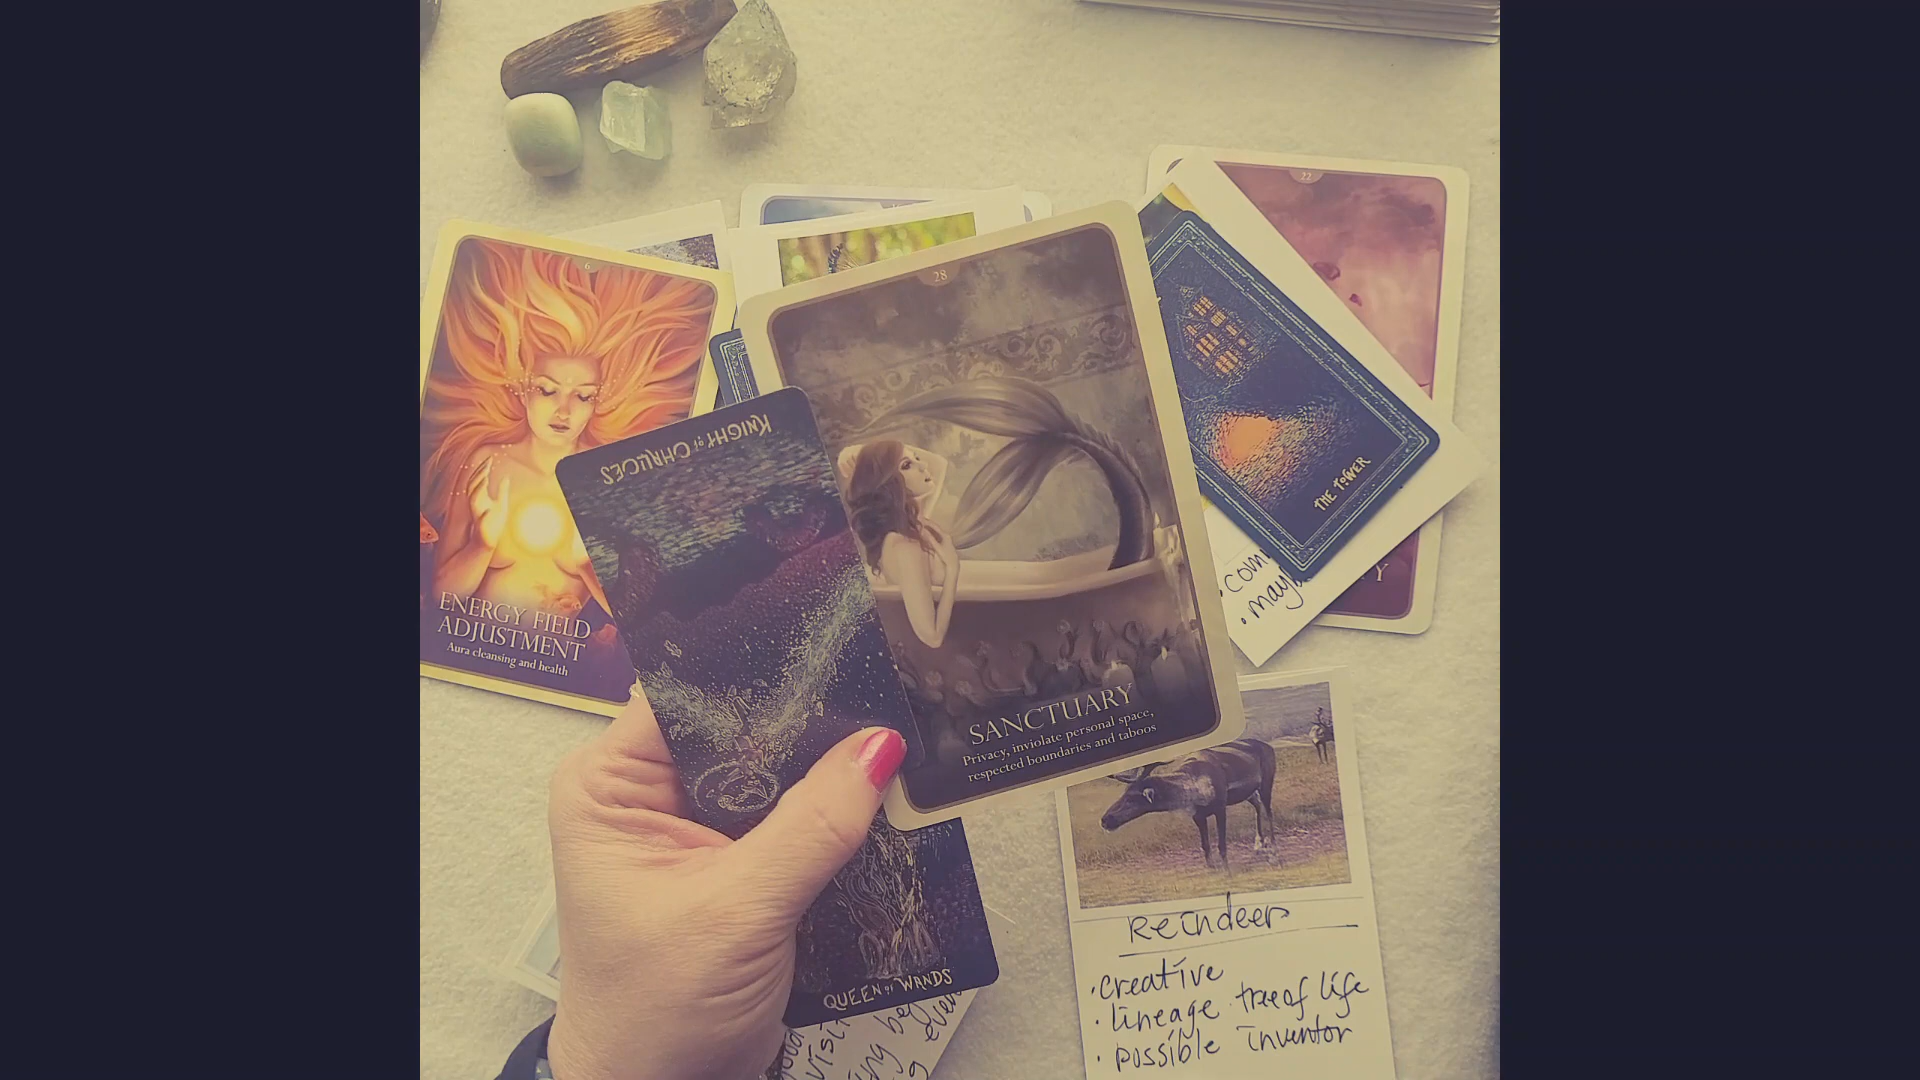 6
ENERGY FIELD
ADJUSTMENT
Aura cleansing and health
KNIGHT OF CHALICES
28
SANCTUARY
Privacy, inviolate personal space,
respected boundaries and taboos
22
THE TOWER
QUEEN OF WANDS
Reindeer
• creative
• lineage tree of life
• possible inventor